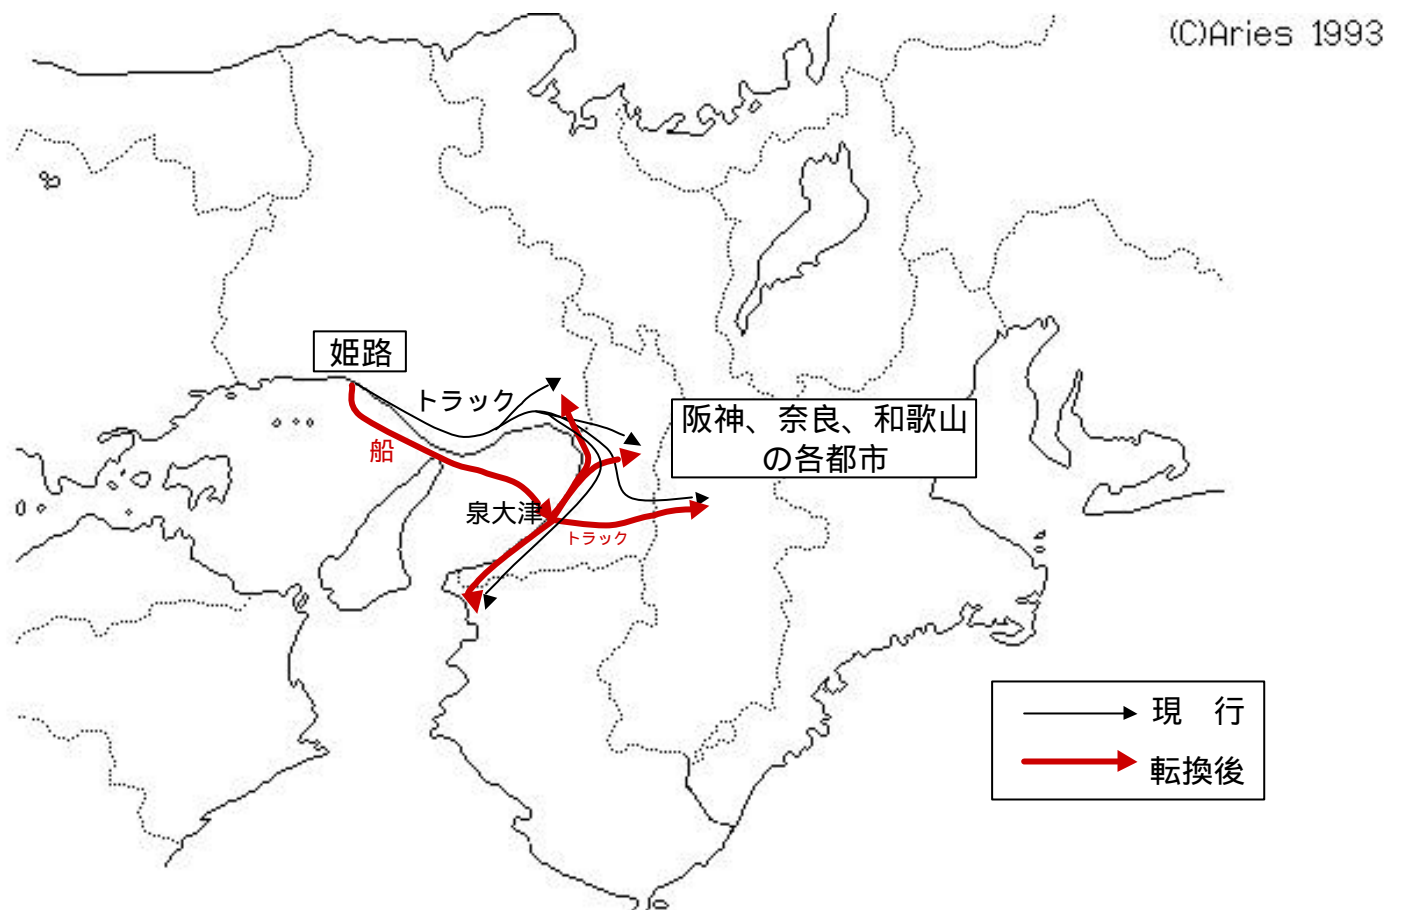 (C)Aries 1993
姫路
トラック
阪神、奈良、和歌山
の各都市
船
泉大津
トラック
現　行
転換後